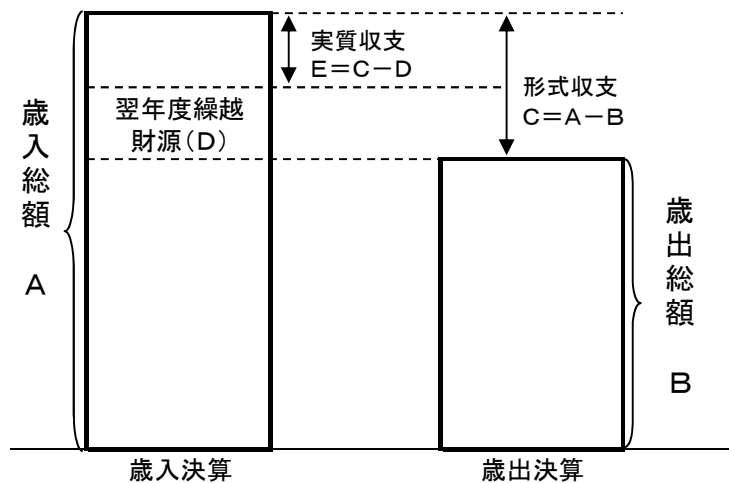 実質収支
E=C-D
形式収支
C=A-B
翌年度繰越
財源(D)
歳入総額 A
歳出総額 B
歳入決算
歳出決算